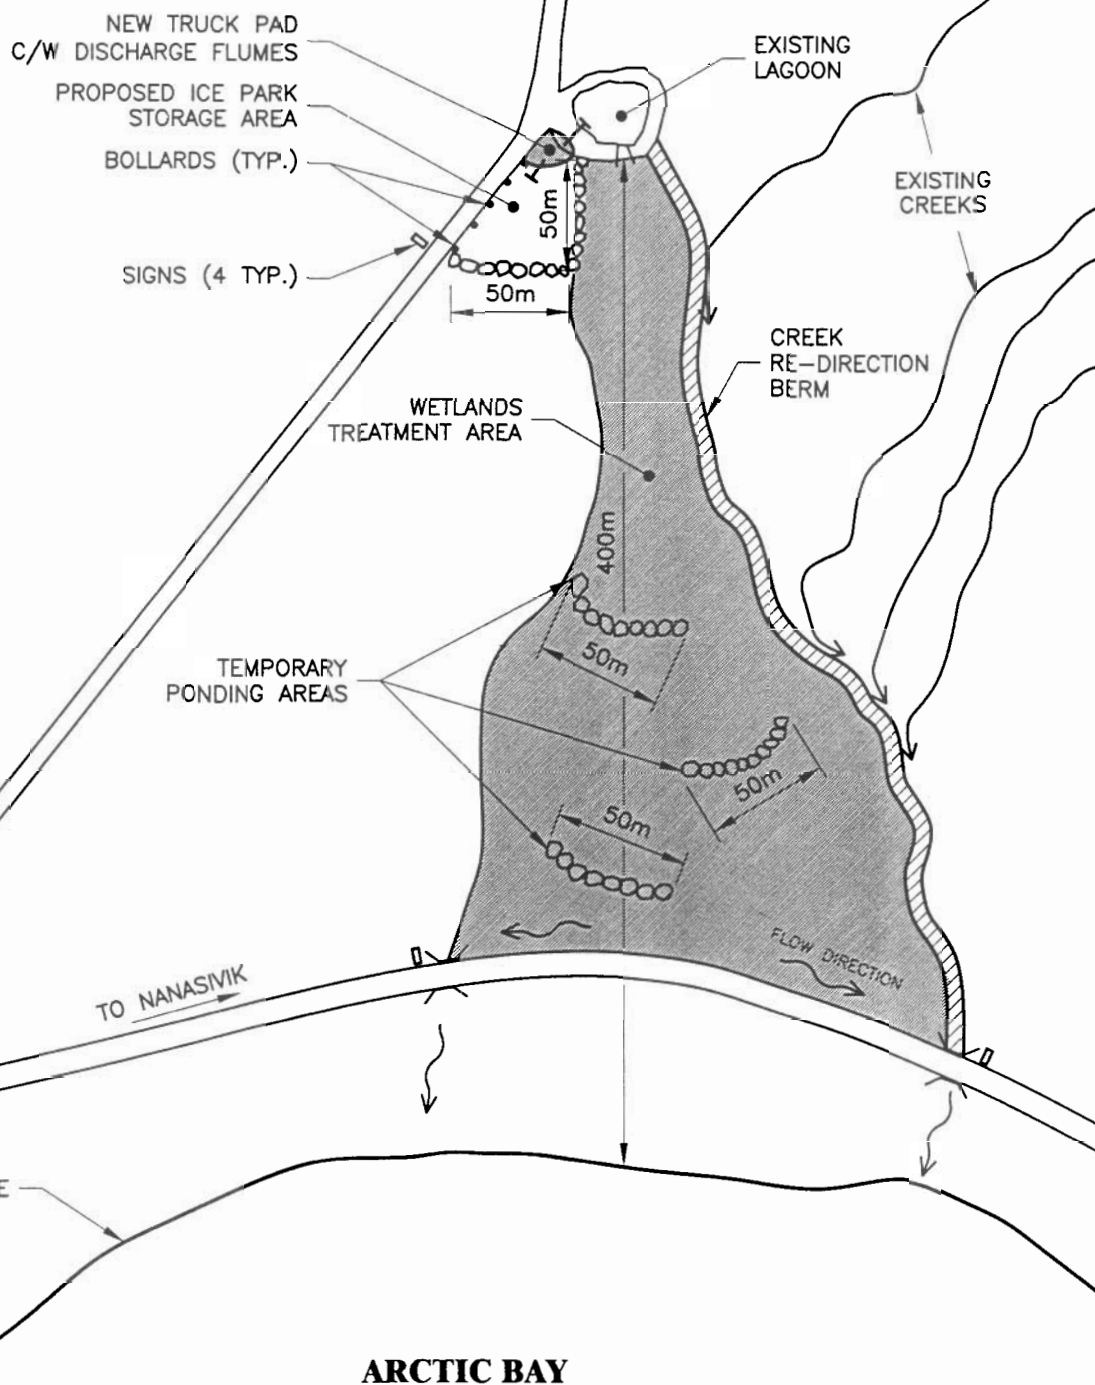 NEW TRUCK PAD
C/W DISCHARGE FLUMES
PROPOSED ICE PARK
STORAGE AREA
BOLLARDS (TYP.)
SIGNS (4 TYP.)
EXISTING
LAGOON
EXISTING
CREEKS
50m
50m
CREEK
RE-DIRECTION
BERM
WETLANDS
TREATMENT AREA
400m
50m
TEMPORARY
PONDING AREAS
50m
50m
FLOW DIRECTION
TO NANASIVIK
E
ARCTIC BAY